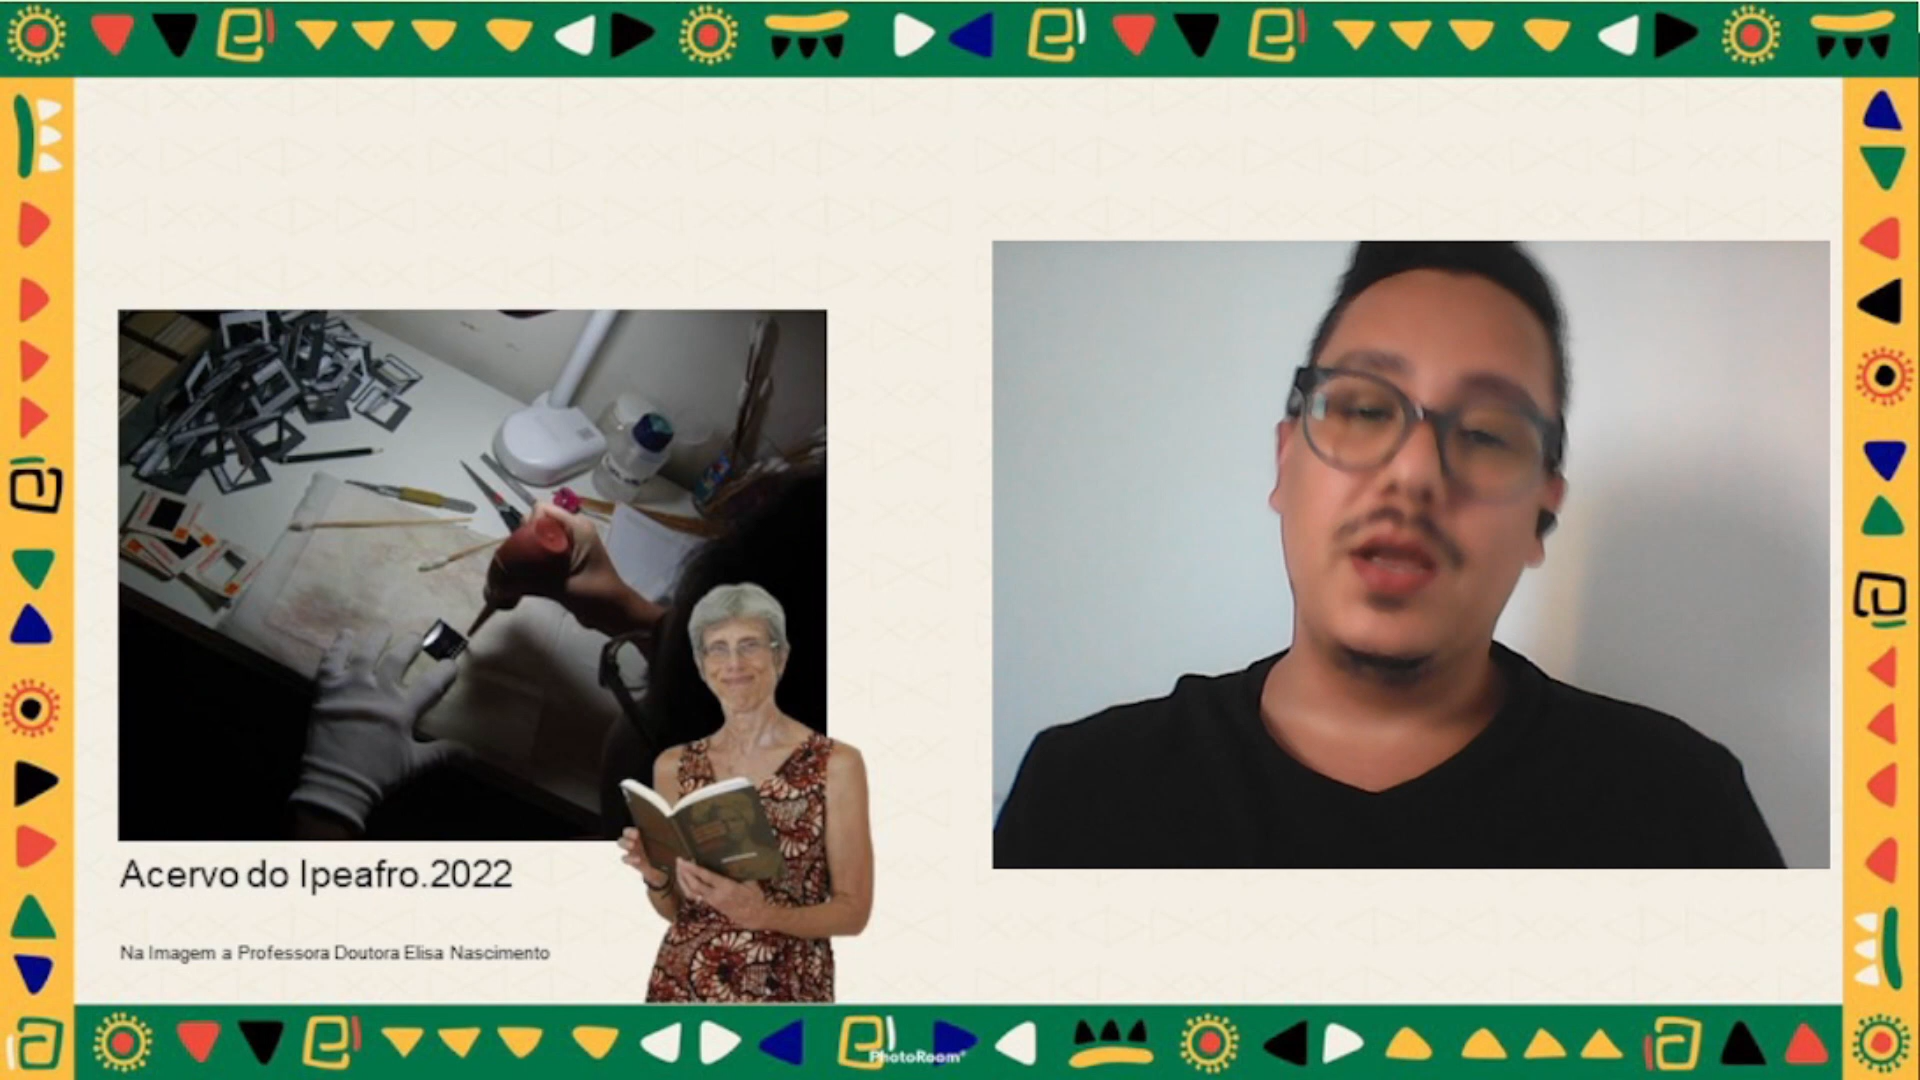 Acervo do Ipeafro.2022
Na Imagem a Professora Doutora Elisa Nascimento
PhotoRoom